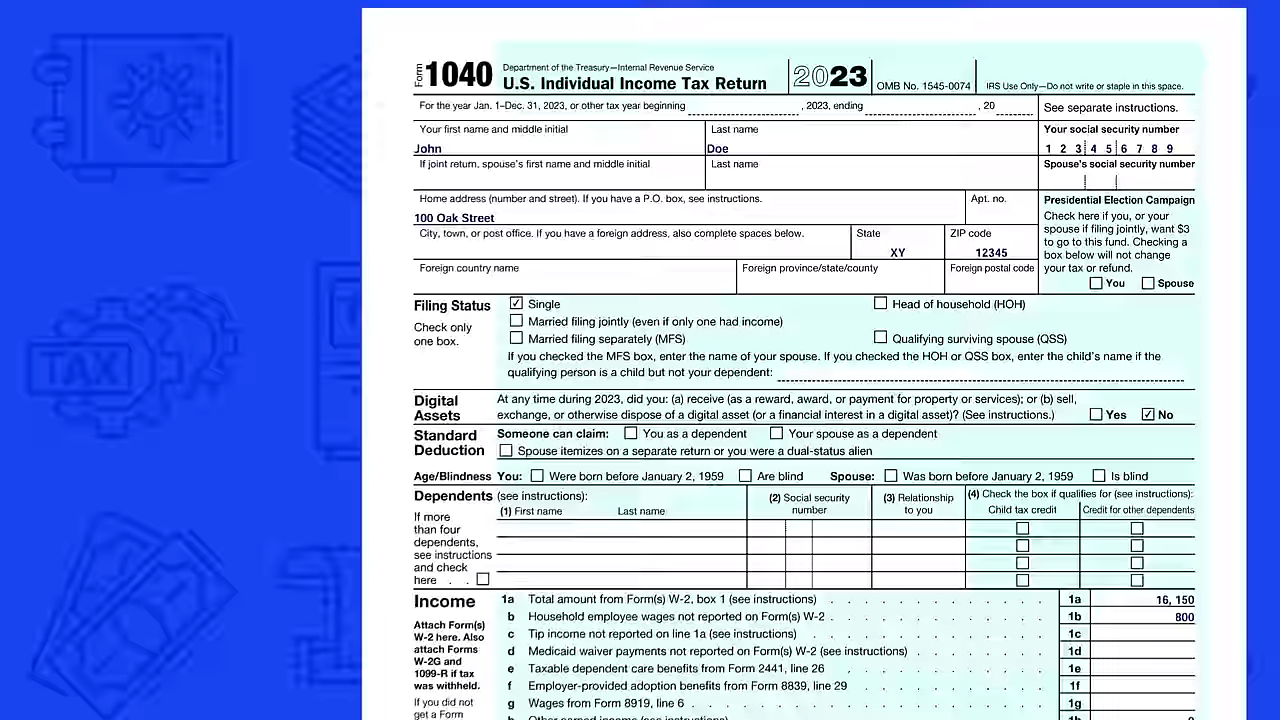 TAX
Form 1040 Department of the Treasury—Internal Revenue Service
U.S. Individual Income Tax Return 2023 OMB No. 1545-0074 IRS Use Only—Do not write or staple in this space.
For the year Jan. 1–Dec. 31, 2023, or other tax year beginning , 2023, ending , 20 See separate instructions.
Your first name and middle initial Last name Your social security number
John Doe 1 2 3 4 5 6 7 8 9
If joint return, spouse's first name and middle initial Last name Spouse's social security number
Home address (number and street). If you have a P.O. box, see instructions. Apt. no.
100 Oak Street
City, town, or post office. If you have a foreign address, also complete spaces below. State ZIP code
XY 12345
Foreign country name Foreign province/state/county Foreign postal code
Presidential Election Campaign
Check here if you, or your
spouse if filing jointly, want $3
to go to this fund. Checking a
box below will not change
your tax or refund.
You Spouse
Filing Status
Check only
one box.
✓ Single Head of household (HOH)
Married filing jointly (even if only one had income)
Married filing separately (MFS) Qualifying surviving spouse (QSS)
If you checked the MFS box, enter the name of your spouse. If you checked the HOH or QSS box, enter the child's name if the
qualifying person is a child but not your dependent:
Digital
Assets
At any time during 2023, did you: (a) receive (as a reward, award, or payment for property or services); or (b) sell,
exchange, or otherwise dispose of a digital asset (or a financial interest in a digital asset)? (See instructions.) Yes ✓ No
Standard
Deduction
Someone can claim: You as a dependent Your spouse as a dependent
Spouse itemizes on a separate return or you were a dual-status alien
Age/Blindness You: Were born before January 2, 1959 Are blind Spouse: Was born before January 2, 1959 Is blind
Dependents (see instructions):
(1) First name Last name
(2) Social security
number
(3) Relationship
to you
(4) Check the box if qualifies for (see instructions):
Child tax credit Credit for other dependents
If more
than four
dependents,
see instructions
and check
here . .
Income
Attach Form(s)
W-2 here. Also
attach Forms
W-2G and
1099-R if tax
was withheld.
If you did not
get a Form
1a Total amount from Form(s) W-2, box 1 (see instructions) 1a 16, 150
b Household employee wages not reported on Form(s) W-2 1b 800
c Tip income not reported on line 1a (see instructions) 1c
d Medicaid waiver payments not reported on Form(s) W-2 (see instructions) 1d
e Taxable dependent care benefits from Form 2441, line 26 1e
f Employer-provided adoption benefits from Form 8839, line 29 1f
g Wages from Form 8919, line 6 1g
h Other earned income (see instructions) 1h 0